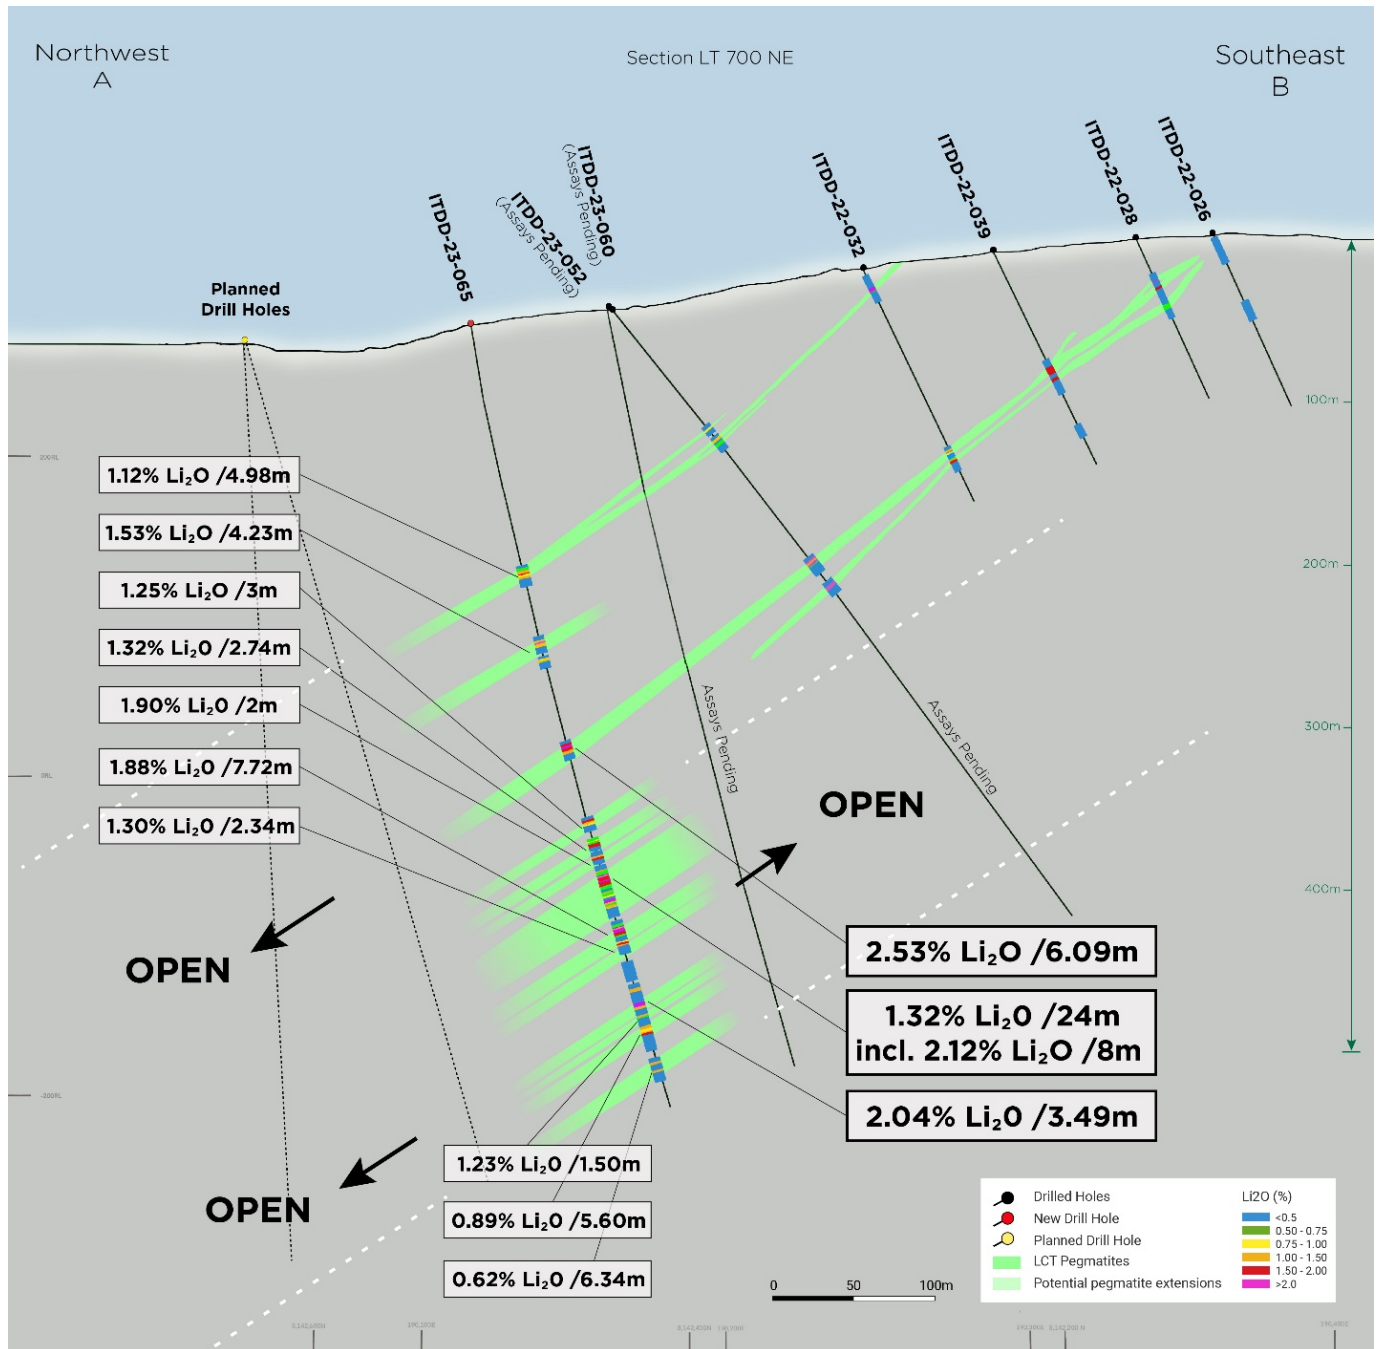 Northwest
A
Section LT 700 NE
Southeast
B
ITDD-23-065
ITDD-23-052
(Assays Pending)
ITDD-23-060
(Assays Pending)
ITDD-22-032
ITDD-22-039
ITDD-22-028
ITDD-22-026
Planned
Drill Holes
100m
200m
300m
400m
200RL
0RL
-200RL
1.12% Li₂O /4.98m
1.53% Li₂O /4.23m
1.25% Li₂O /3m
1.32% Li₂O /2.74m
1.90% Li₂O /2m
1.88% Li₂O /7.72m
1.30% Li₂O /2.34m
Assays Pending
Assays Pending
OPEN
OPEN
OPEN
2.53% Li₂O /6.09m
1.32% Li₂O /24m
incl. 2.12% Li₂O /8m
2.04% Li₂O /3.49m
1.23% Li₂O /1.50m
0.89% Li₂O /5.60m
0.62% Li₂O /6.34m
0 50 100m
Drilled Holes
New Drill Hole
Planned Drill Hole
LCT Pegmatites
Potential pegmatite extensions
Li2O (%)
<0.5
0.50 - 0.75
0.75 - 1.00
1.00 - 1.50
1.50 - 2.00
>2.0
8,142,200 N